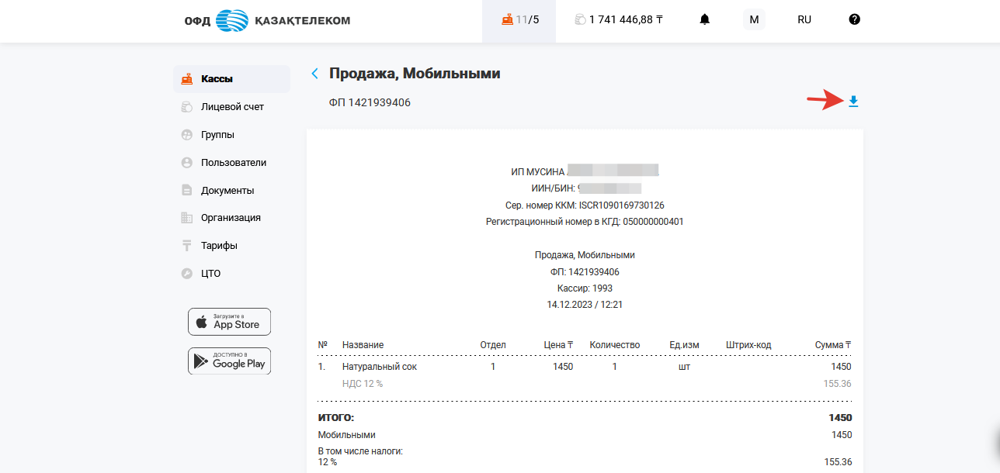 ОФД ҚАЗАҚТЕЛЕКОМ 11/5 1 741 446,88 ₸ M RU ?
Кассы
Лицевой счет
Группы
Пользователи
Документы
Организация
Тарифы
ЦТО
Загрузите в
App Store
ДОСТУПНО В
Google Play
Продажа, Мобильными
ФП 1421939406
ИП МУСИНА
ИИН/БИН:
Сер. номер ККМ: ISCR1090169730126
Регистрационный номер в КГД: 050000000401
Продажа, Мобильными
ФП: 1421939406
Кассир: 1993
14.12.2023 / 12:21
№ Название Отдел Цена ₸ Количество Ед.изм Штрих-код Сумма ₸
1. Натуральный сок 1 1450 1 шт 1450
НДС 12 % 155.36
ИТОГО: 1450
Мобильными 1450
В том числе налоги:
12 % 155.36